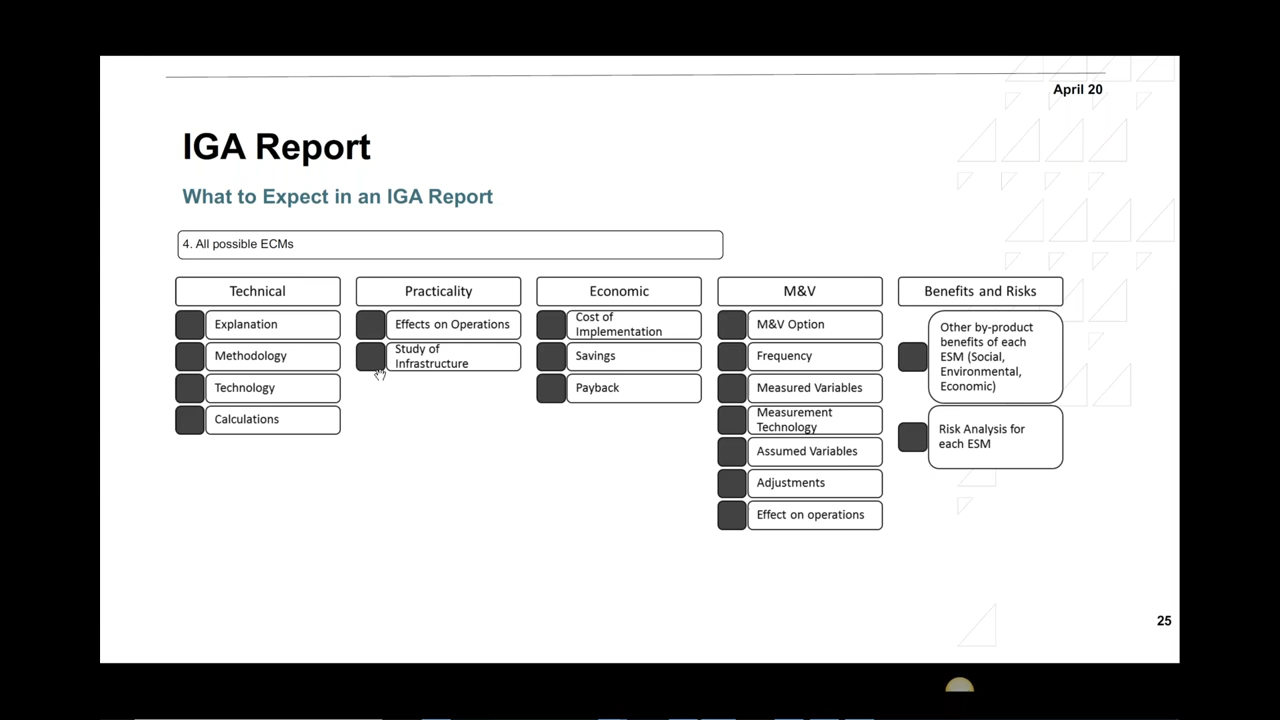 April 20
IGA Report
What to Expect in an IGA Report
4. All possible ECMs
Technical
Explanation
Methodology
Technology
Calculations
Practicality
Effects on Operations
Study of
Infrastructure
Economic
Cost of
Implementation
Savings
Payback
M&V
M&V Option
Frequency
Measured Variables
Measurement
Technology
Assumed Variables
Adjustments
Effect on operations
Benefits and Risks
Other by-product
benefits of each
ESM (Social,
Environmental,
Economic)
Risk Analysis for
each ESM
25